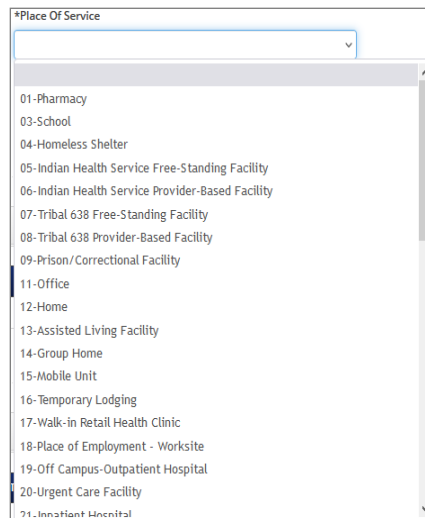 *Place Of Service
01-Pharmacy
03-School
04-Homeless Shelter
05-Indian Health Service Free-Standing Facility
06-Indian Health Service Provider-Based Facility
07-Tribal 638 Free-Standing Facility
08-Tribal 638 Provider-Based Facility
09-Prison/Correctional Facility
11-Office
12-Home
13-Assisted Living Facility
14-Group Home
15-Mobile Unit
16-Temporary Lodging
17-Walk-in Retail Health Clinic
18-Place of Employment - Worksite
19-Off Campus-Outpatient Hospital
20-Urgent Care Facility
21-Inpatient Hospital